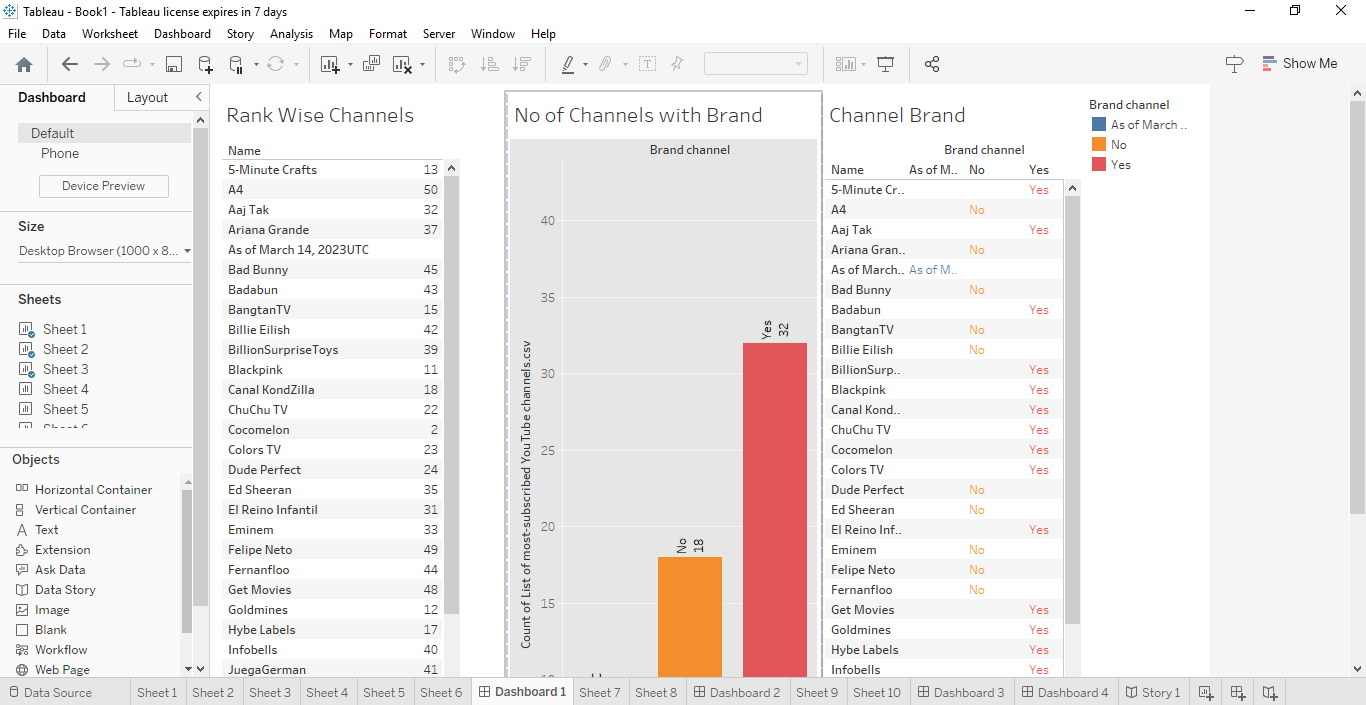 Tableau - Book1 - Tableau license expires in 7 days
File Data Worksheet Dashboard Story Analysis Map Format Server Window Help
Show Me
Dashboard Layout
Default
Phone
Device Preview
Size
Desktop Browser (1000 x 8...
Sheets
Sheet 1
Sheet 2
Sheet 3
Sheet 4
Sheet 5
Objects
Horizontal Container
Vertical Container
Text
Extension
Ask Data
Data Story
Image
Blank
Workflow
Web Page
Rank Wise Channels
Name
5-Minute Crafts 13
A4 50
Aaj Tak 32
Ariana Grande 37
As of March 14, 2023UTC
Bad Bunny 45
Badabun 43
BangtanTV 15
Billie Eilish 42
BillionSurpriseToys 39
Blackpink 11
Canal KondZilla 18
ChuChu TV 22
Cocomelon 2
Colors TV 23
Dude Perfect 24
Ed Sheeran 35
El Reino Infantil 31
Eminem 33
Felipe Neto 49
Fernanfloo 44
Get Movies 48
Goldmines 12
Hybe Labels 17
Infobells 40
JuegaGerman 41
No of Channels with Brand
Brand channel
Count of List of most-subscribed YouTube channels.csv
40
35
30
25
20
15
10
No
18
Yes
32
Channel Brand
Brand channel
Name As of M.. No Yes
5-Minute Cr.. Yes
A4 No
Aaj Tak Yes
Ariana Gran.. No
As of March.. As of M..
Bad Bunny No
Badabun Yes
BangtanTV No
Billie Eilish No
BillionSurp.. Yes
Blackpink Yes
Canal Kond.. Yes
ChuChu TV Yes
Cocomelon Yes
Colors TV Yes
Dude Perfect No
Ed Sheeran No
El Reino Inf.. Yes
Eminem No
Felipe Neto No
Fernanfloo No
Get Movies Yes
Goldmines Yes
Hybe Labels Yes
Infobells Yes
Brand channel
As of March ..
No
Yes
Data Source Sheet 1 Sheet 2 Sheet 3 Sheet 4 Sheet 5 Sheet 6 Dashboard 1 Sheet 7 Sheet 8 Dashboard 2 Sheet 9 Sheet 10 Dashboard 3 Dashboard 4 Story 1